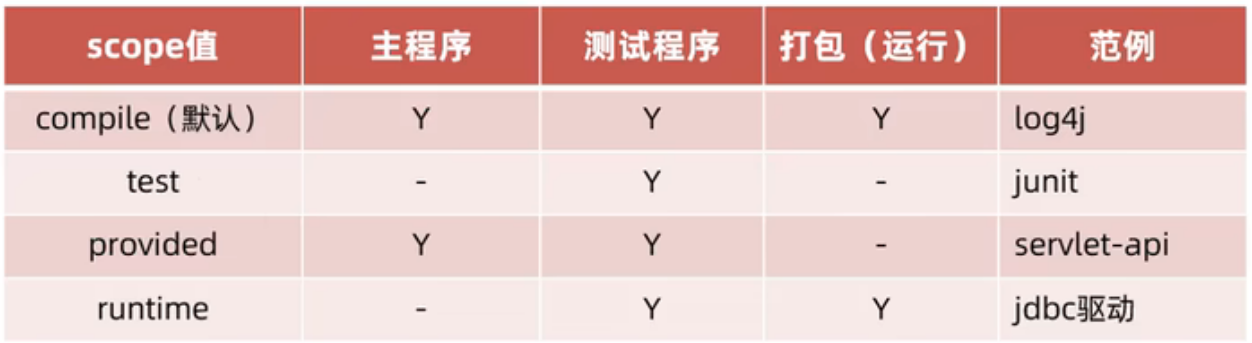 scope值 主程序 测试程序 打包（运行） 范例
compile（默认） Y Y Y log4j
test - Y - junit
provided Y Y - servlet-api
runtime - Y Y jdbc驱动